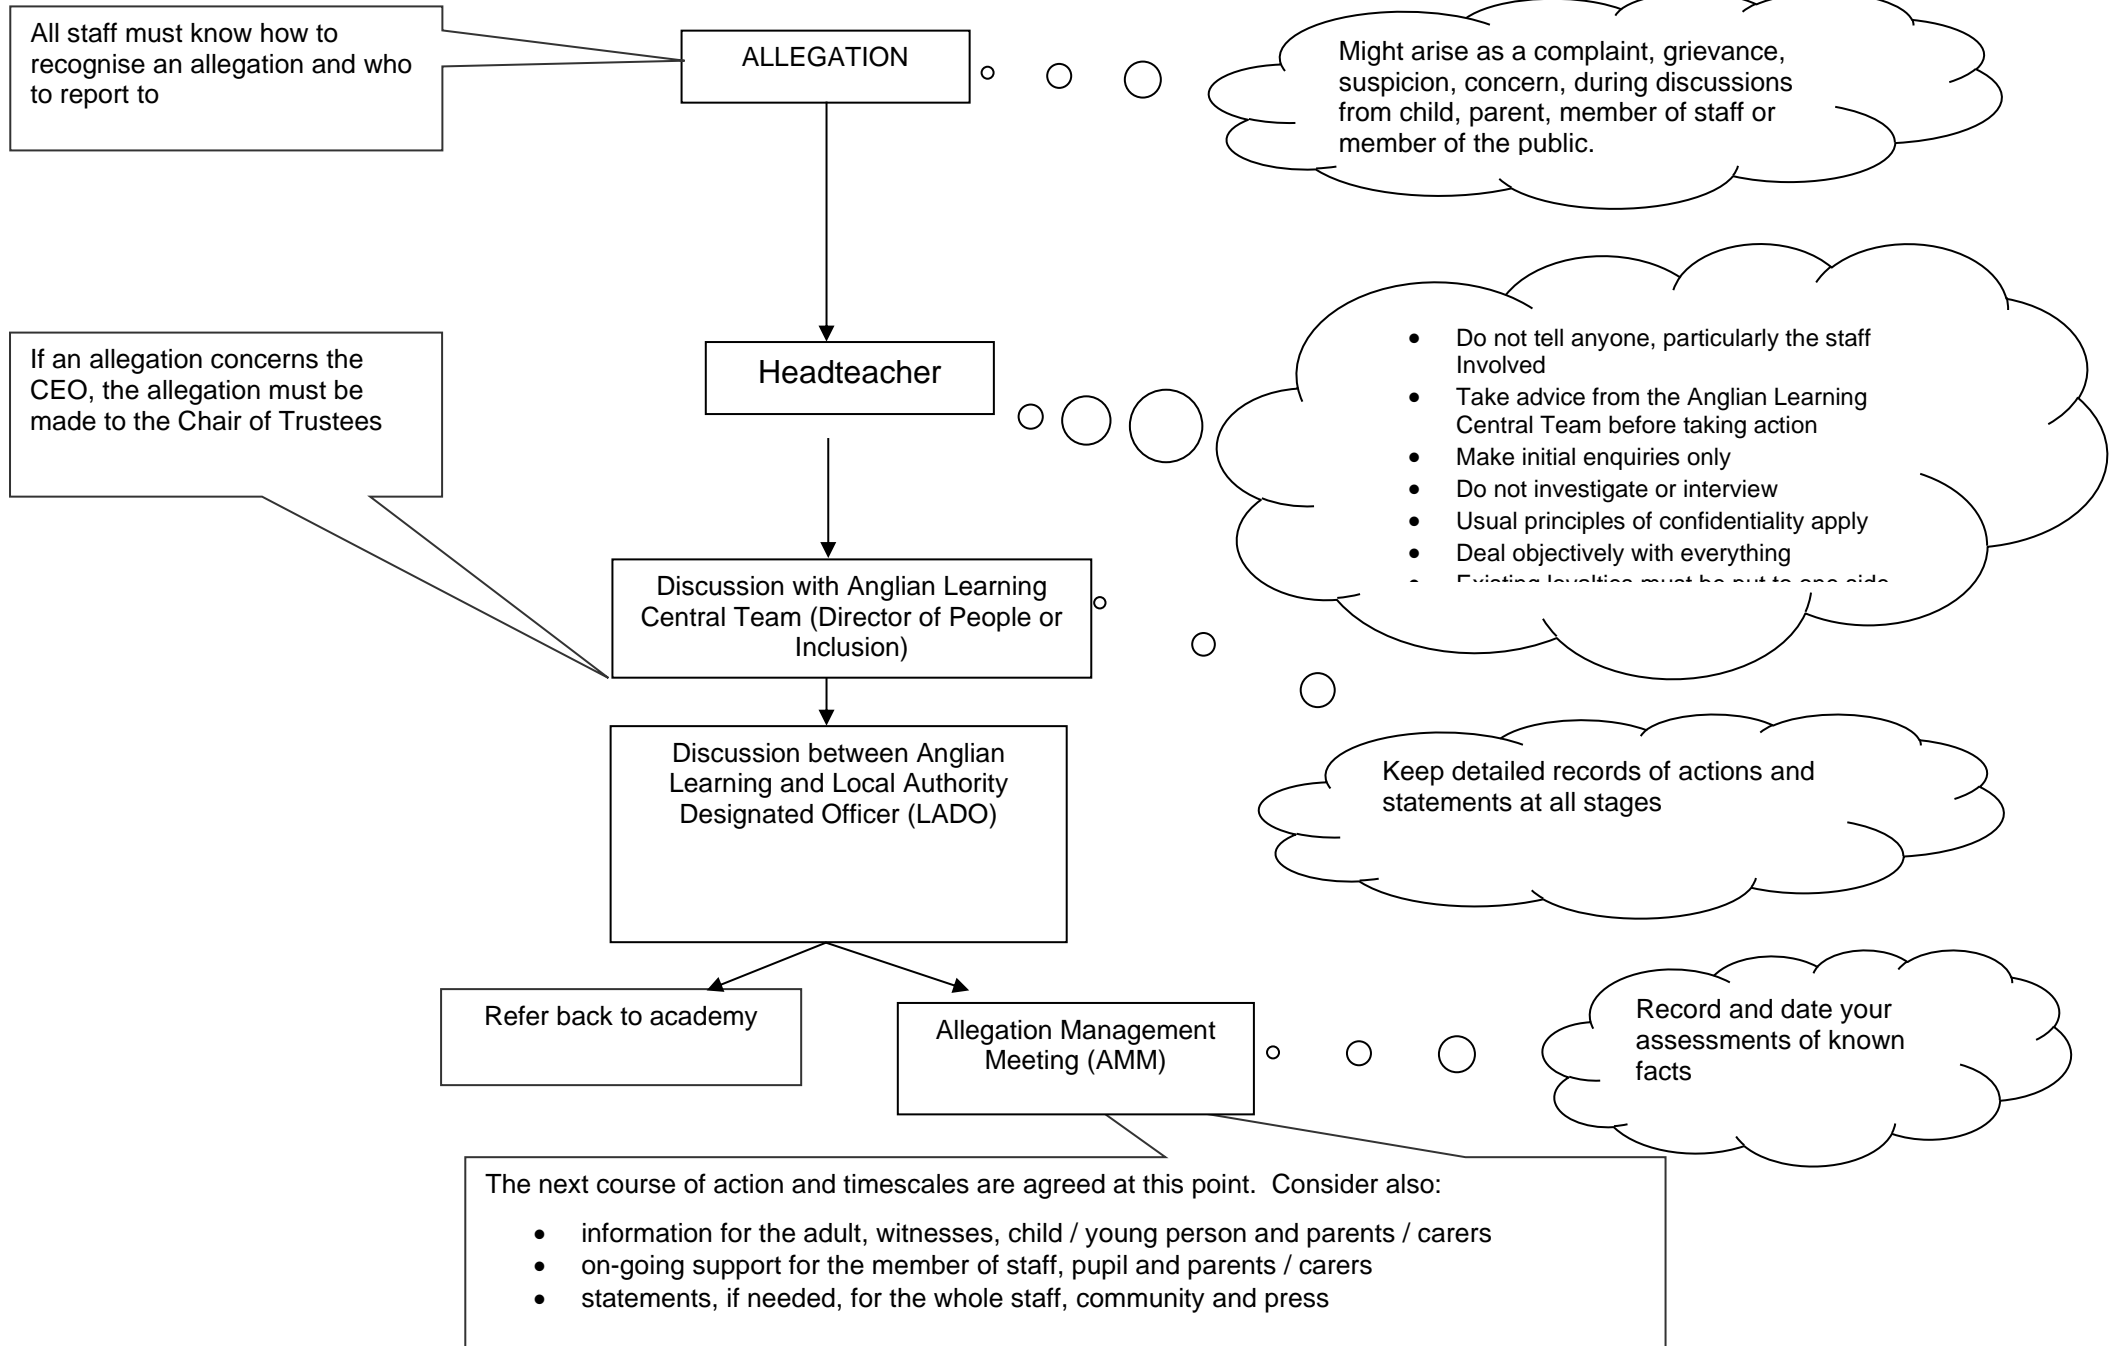 All staff must know how to
recognise an allegation and who
to report to
ALLEGATION
Might arise as a complaint, grievance,
suspicion, concern, during discussions
from child, parent, member of staff or
member of the public.
If an allegation concerns the
CEO, the allegation must be
made to the Chair of Trustees
Headteacher
• Do not tell anyone, particularly the staff
Involved
• Take advice from the Anglian Learning
Central Team before taking action
• Make initial enquiries only
• Do not investigate or interview
• Usual principles of confidentiality apply
• Deal objectively with everything
• Existing loyalties must be put to one side
Discussion with Anglian Learning
Central Team (Director of People or
Inclusion)
Discussion between Anglian
Learning and Local Authority
Designated Officer (LADO)
Keep detailed records of actions and
statements at all stages
Refer back to academy
Allegation Management
Meeting (AMM)
Record and date your
assessments of known
facts
The next course of action and timescales are agreed at this point.  Consider also:
• information for the adult, witnesses, child / young person and parents / carers
• on-going support for the member of staff, pupil and parents / carers
• statements, if needed, for the whole staff, community and press